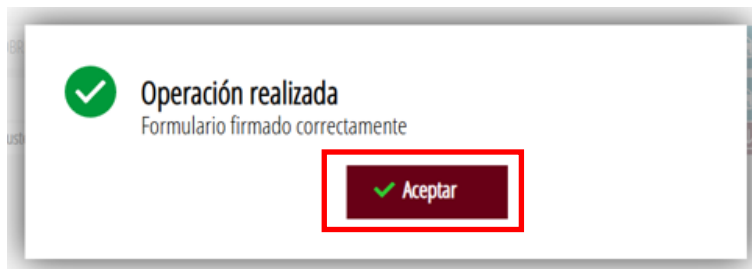 Operación realizada
Formulario firmado correctamente
Aceptar